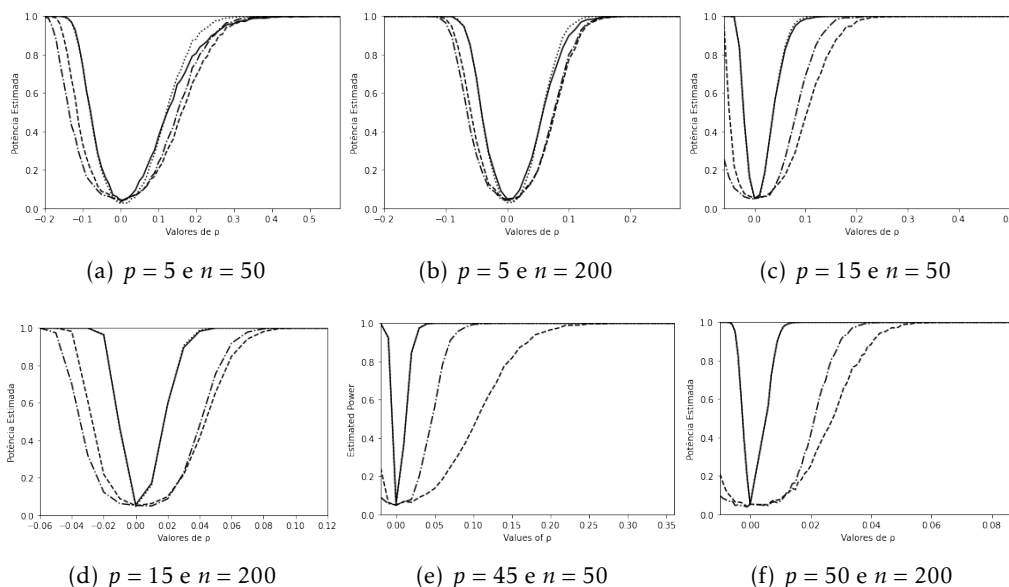 Potência Estimada
1.0
0.8
0.6
0.4
0.2
0.0
−0.2 −0.1 0.0 0.1 0.2 0.3 0.4 0.5
Valores de ρ
(a) p = 5 e n = 50
Potência Estimada
1.0
0.8
0.6
0.4
0.2
0.0
−0.2 −0.1 0.0 0.1 0.2
Valores de ρ
(b) p = 5 e n = 200
Potência Estimada
1.0
0.8
0.6
0.4
0.2
0.0
0.0 0.1 0.2 0.3 0.4 0.5
Valores de ρ
(c) p = 15 e n = 50
Potência Estimada
1.0
0.8
0.6
0.4
0.2
0.0
−0.06 −0.04 −0.02 0.00 0.02 0.04 0.06 0.08 0.10 0.12
Valores de ρ
(d) p = 15 e n = 200
Estimated Power
1.0
0.8
0.6
0.4
0.2
0.0
0.00 0.05 0.10 0.15 0.20 0.25 0.30 0.35
Values of ρ
(e) p = 45 e n = 50
Potência Estimada
1.0
0.8
0.6
0.4
0.2
0.0
0.00 0.02 0.04 0.06 0.08
Valores de ρ
(f) p = 50 e n = 200